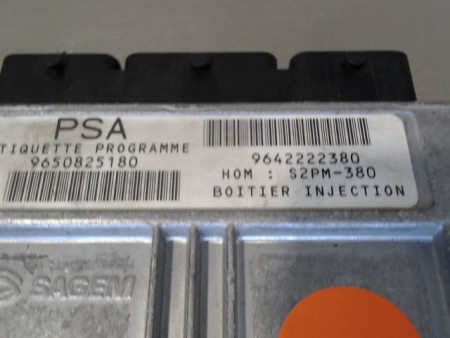 PSA
TIQUETTE PROGRAMME
9650825180
9642222380
HOM : S2PM-380
BOITIER INJECTION
SAGEM